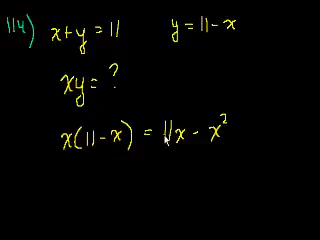 114) x+y = 11 y = 11-x
xy = ?
x(11-x) = 11x - x²